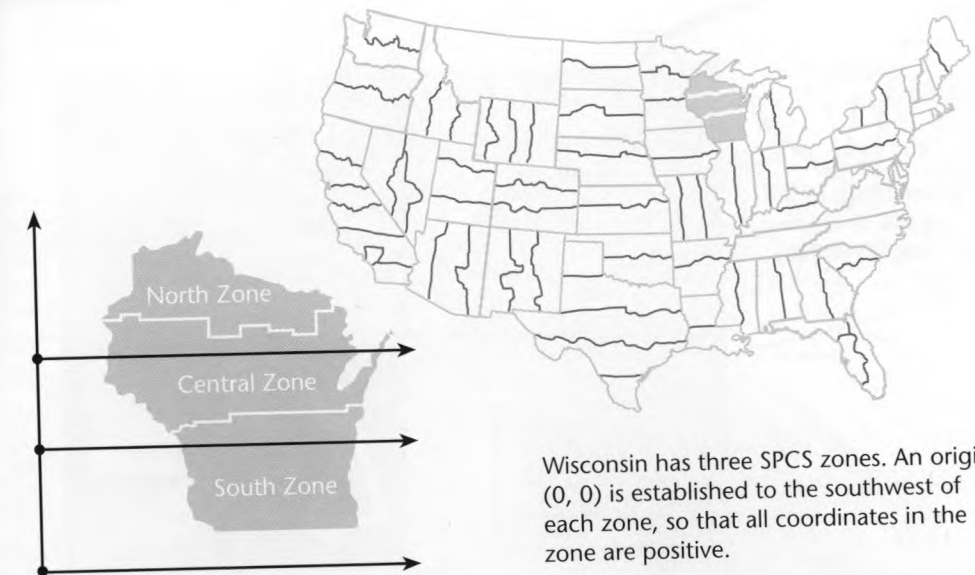 North Zone
Central Zone
South Zone
Wisconsin has three SPCS zones. An origi
(0, 0) is established to the southwest of
each zone, so that all coordinates in the
zone are positive.